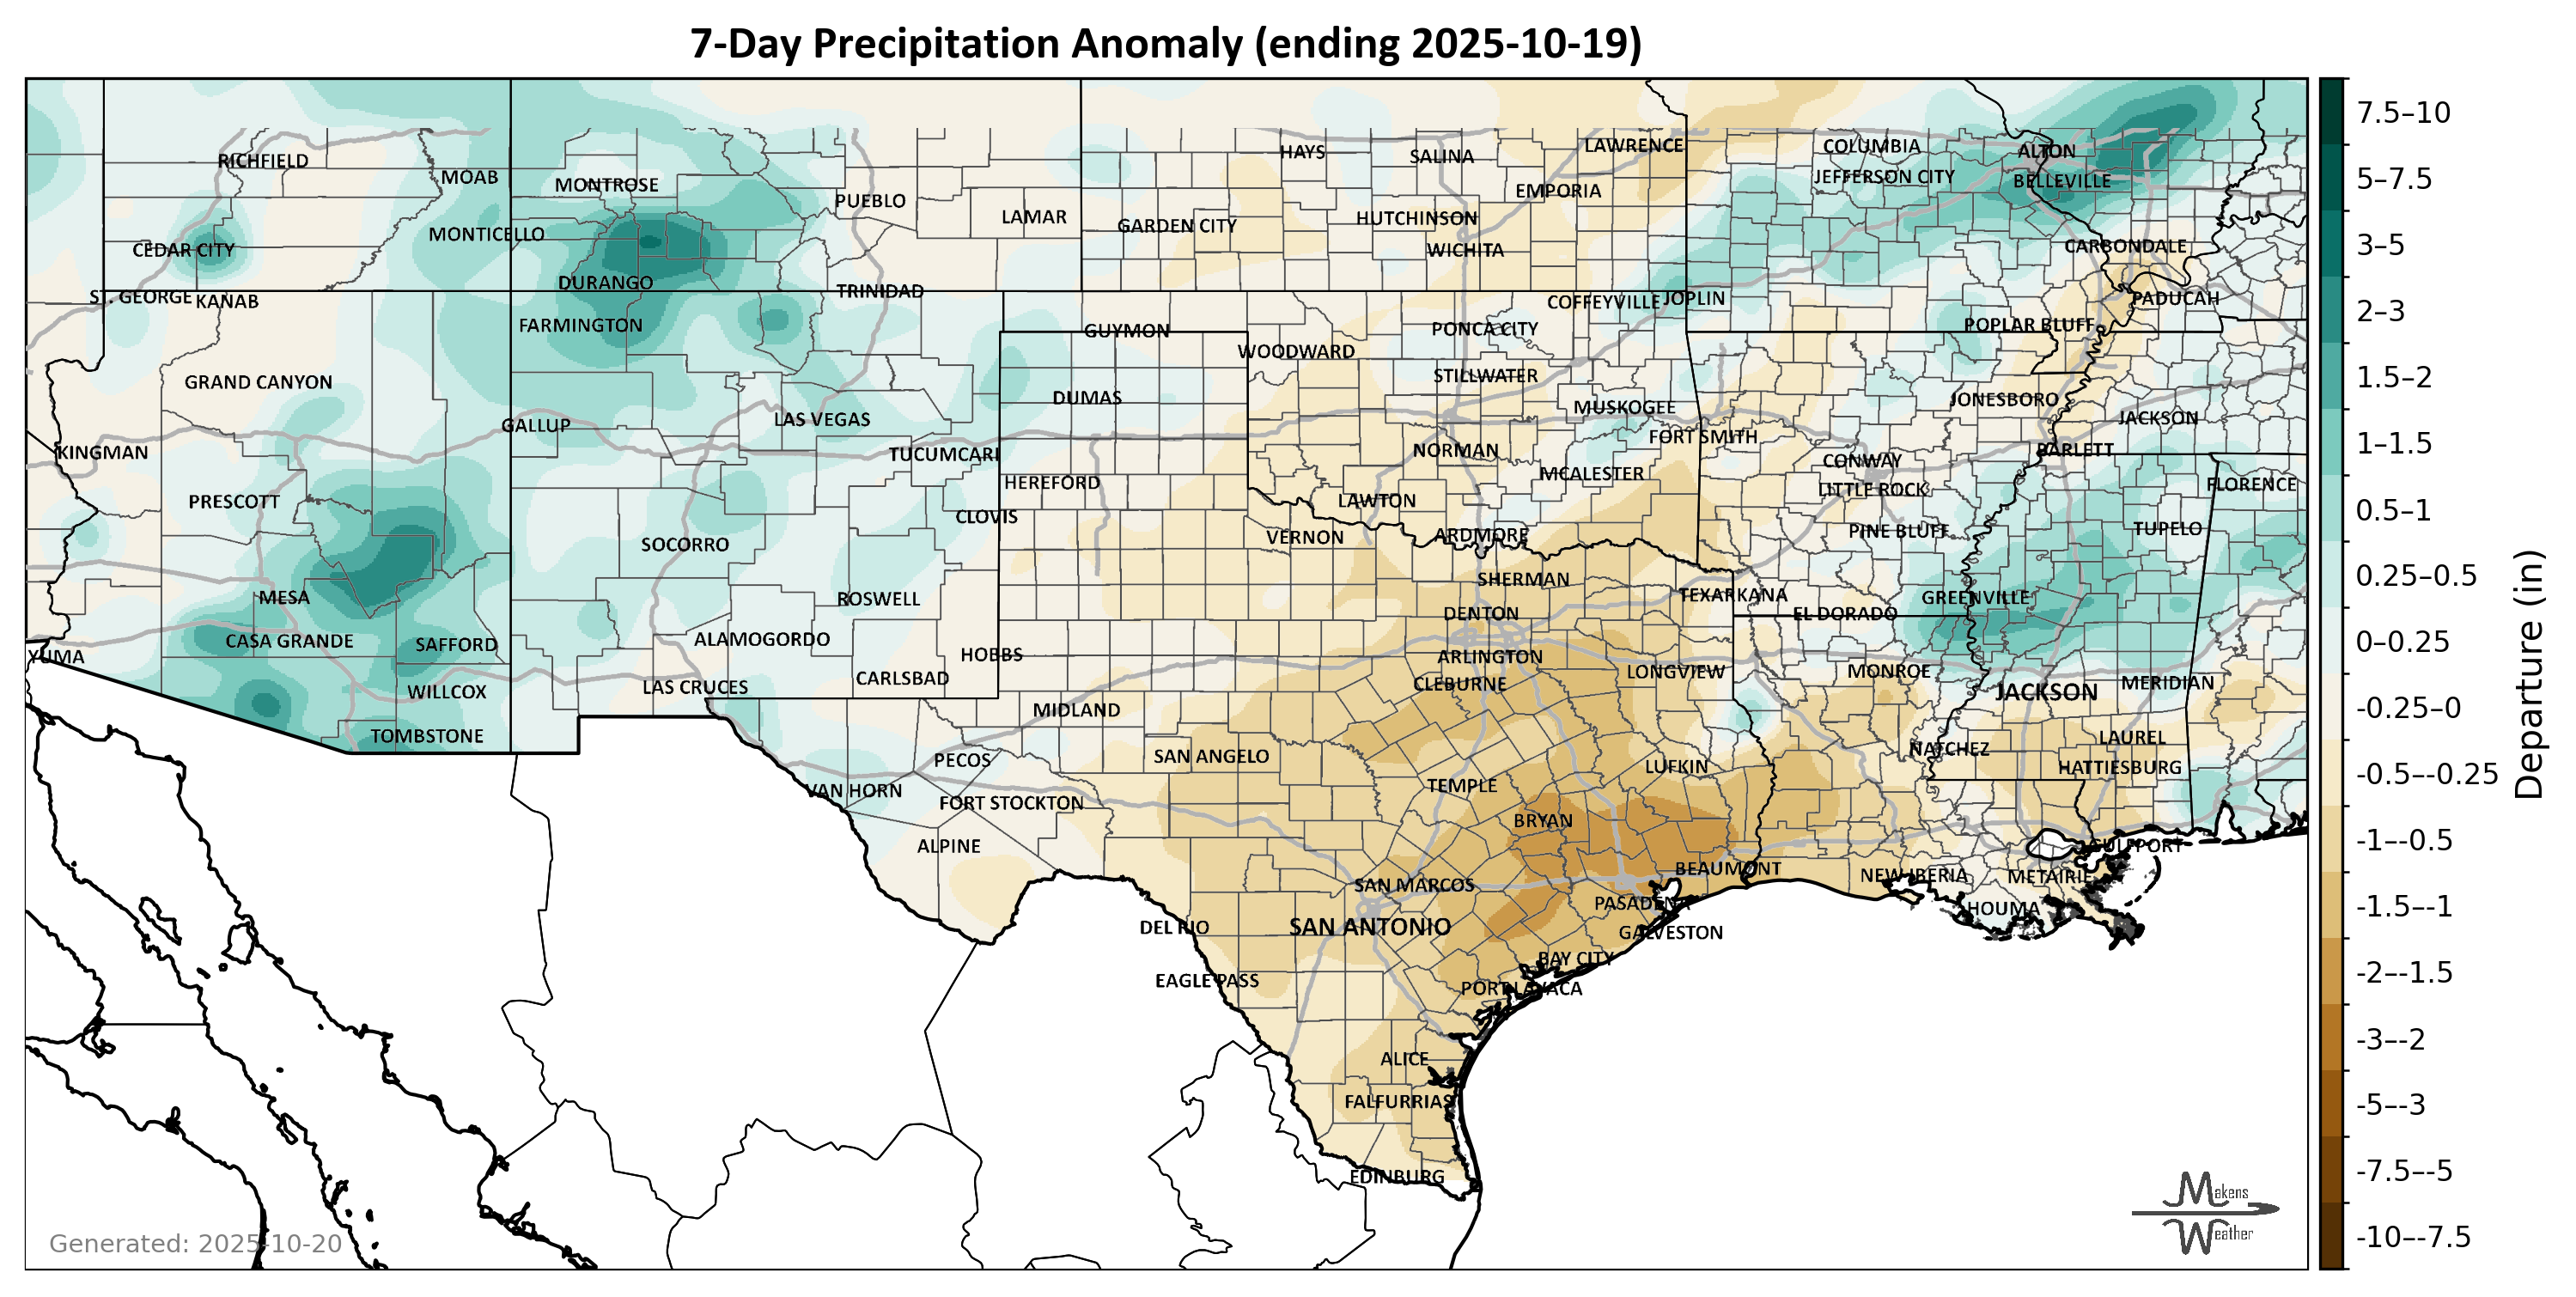 7-Day Precipitation Anomaly (ending 2025-10-19)
RICHFIELD
MOAB
MONTROSE
PUEBLO
LAMAR
HAYS
SALINA
LAWRENCE
COLUMBIA
ALTON
JEFFERSON CITY
BELLEVILLE
EMPORIA
GARDEN CITY
HUTCHINSON
MONTICELLO
CEDAR CITY
WICHITA
CARBONDALE
DURANGO
TRINIDAD
ST. GEORGE
KANAB
COFFEYVILLE
JOPLIN
PADUCAH
FARMINGTON
GUYMON
PONCA CITY
POPLAR BLUFF
WOODWARD
GRAND CANYON
STILLWATER
DUMAS
MUSKOGEE
JONESBORO
JACKSON
GALLUP
LAS VEGAS
FORT SMITH
KINGMAN
TUCUMCARI
NORMAN
BARLETT
CONWAY
HEREFORD
MCALESTER
LITTLE ROCK
FLORENCE
PRESCOTT
LAWTON
CLOVIS
TUPELO
SOCORRO
VERNON
ARDMORE
PINE BLUFF
SHERMAN
MESA
ROSWELL
TEXARKANA
GREENVILLE
DENTON
EL DORADO
CASA GRANDE
SAFFORD
ALAMOGORDO
HOBBS
YUMA
ARLINGTON
LONGVIEW
MONROE
CARLSBAD
CLEBURNE
WILLCOX
LAS CRUCES
JACKSON
MERIDIAN
MIDLAND
TOMBSTONE
LAUREL
NATCHEZ
PECOS
SAN ANGELO
LUFKIN
HATTIESBURG
VAN HORN
TEMPLE
FORT STOCKTON
BRYAN
ALPINE
GULFPORT
BEAUMONT
SAN MARCOS
NEW IBERIA
METAIRIE
PASADENA
HOUMA
DEL RIO
SAN ANTONIO
GALVESTON
BAY CITY
EAGLE PASS
PORT LAVACA
ALICE
FALFURRIAS
EDINBURG
Generated: 2025-10-20
Makens
Weather
7.5–10
5–7.5
3–5
2–3
1.5–2
1–1.5
0.5–1
0.25–0.5
0–0.25
-0.25–0
-0.5–-0.25
-1–-0.5
-1.5–-1
-2–-1.5
-3–-2
-5–-3
-7.5–-5
-10–-7.5
Departure (in)